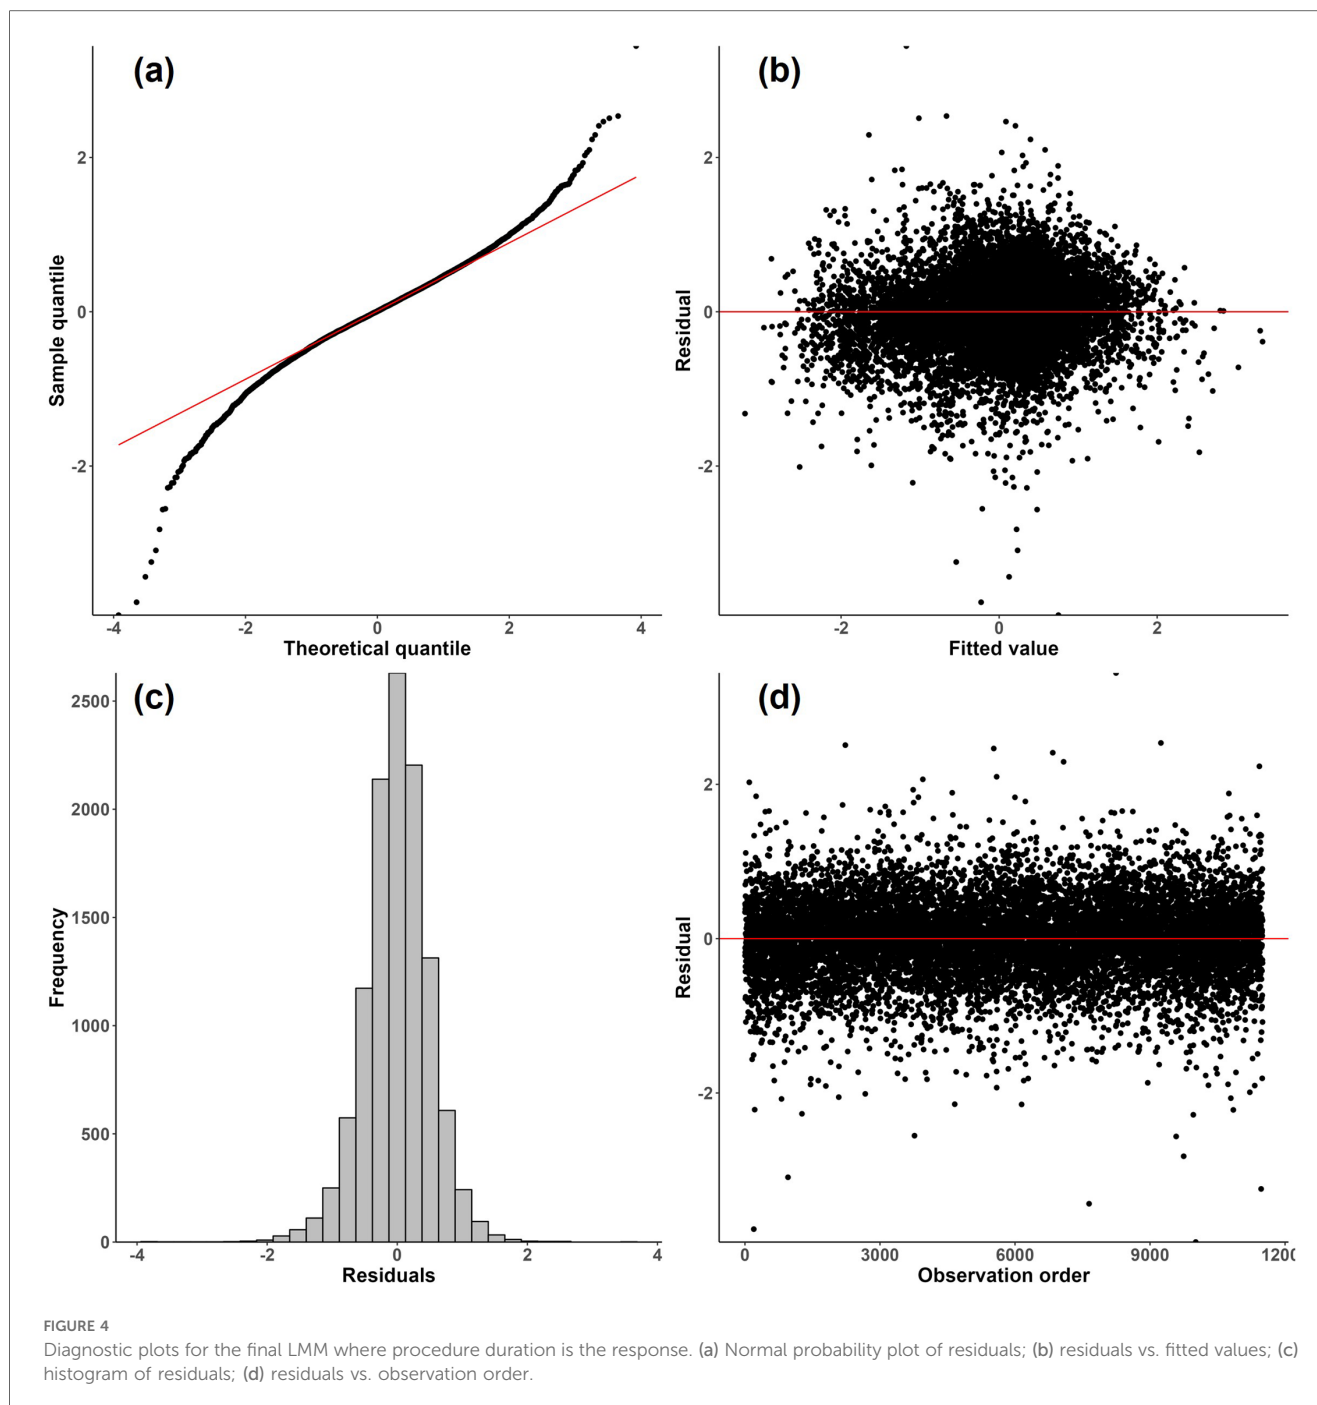 (a)
Sample quantile
2
0
-2
-4
-2
0
2
4
Theoretical quantile
(b)
Residual
2
0
-2
-2
0
2
Fitted value
(c)
Frequency
2500
2000
1500
1000
500
0
-4
-2
0
2
4
Residuals
(d)
Residual
2
0
-2
0
3000
6000
9000
1200
Observation order
FIGURE 4
Diagnostic plots for the final LMM where procedure duration is the response. (a) Normal probability plot of residuals; (b) residuals vs. fitted values; (c)
histogram of residuals; (d) residuals vs. observation order.